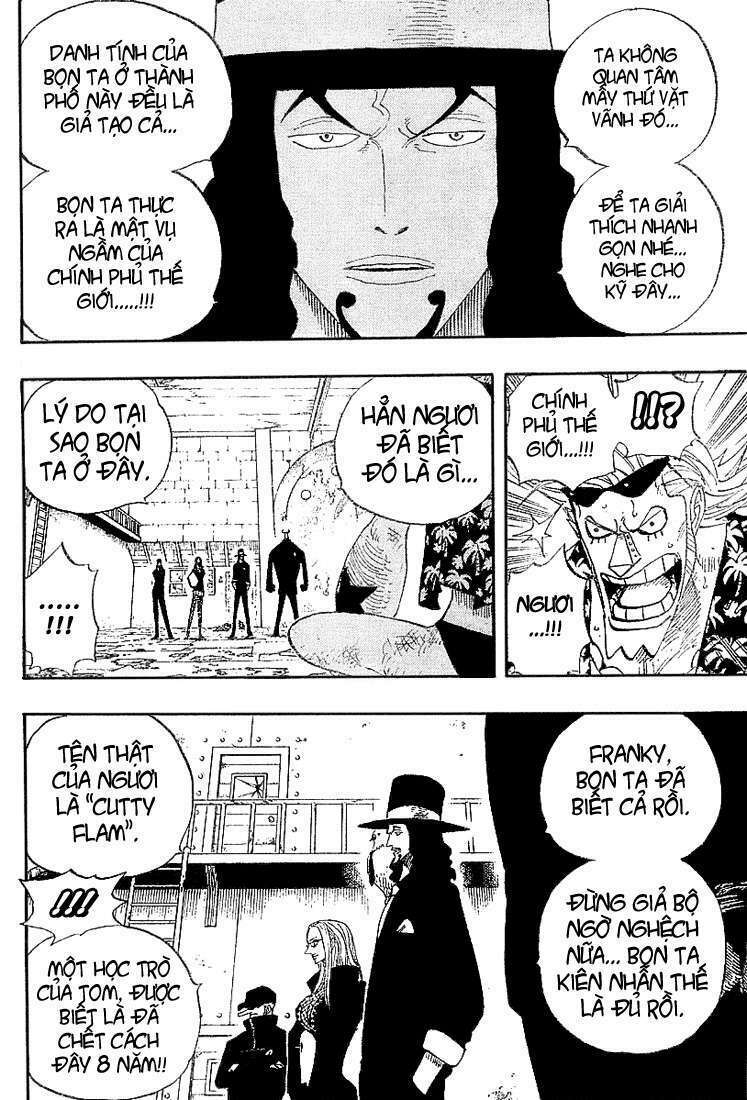 TA KHÔNG
QUAN TÂM
MẤY THỨ VẶT
VÃNH ĐÓ...
ĐỂ TA GIẢI
THÍCH NHANH
GỌN NHÉ...
NGHE CHO
KỸ ĐÂY...
DANH TÍNH CỦA
BỌN TA Ở THÀNH
PHỐ NÀY ĐỀU LÀ
GIẢ TẠO CẢ...
BỌN TA THỰC
RA LÀ MẬT VỤ
NGẦM CỦA
CHÍNH PHỦ THẾ
GIỚI.....!!!
!!?
CHÍNH
PHỦ THẾ
GIỚI...!!!
NGƯƠI
...!!!
HẲN NGƯƠI
ĐÃ BIẾT
ĐÓ LÀ GÌ...
LÝ DO TẠI
SAO BỌN
TA Ở ĐÂY.
......
!!!
FRANKY,
BỌN TA ĐÃ
BIẾT CẢ RỒI.
ĐỪNG GIẢ BỘ
NGỜ NGHỆCH
NỮA... BỌN TA
KIÊN NHẪN THẾ
LÀ ĐỦ RỒI.
TÊN THẬT
CỦA NGƯƠI
LÀ "CUTTY
FLAM".
!!!
MỘT HỌC TRÒ
CỦA TOM, ĐƯỢC
BIẾT LÀ ĐÃ
CHẾT CÁCH
ĐÂY 8 NĂM!!